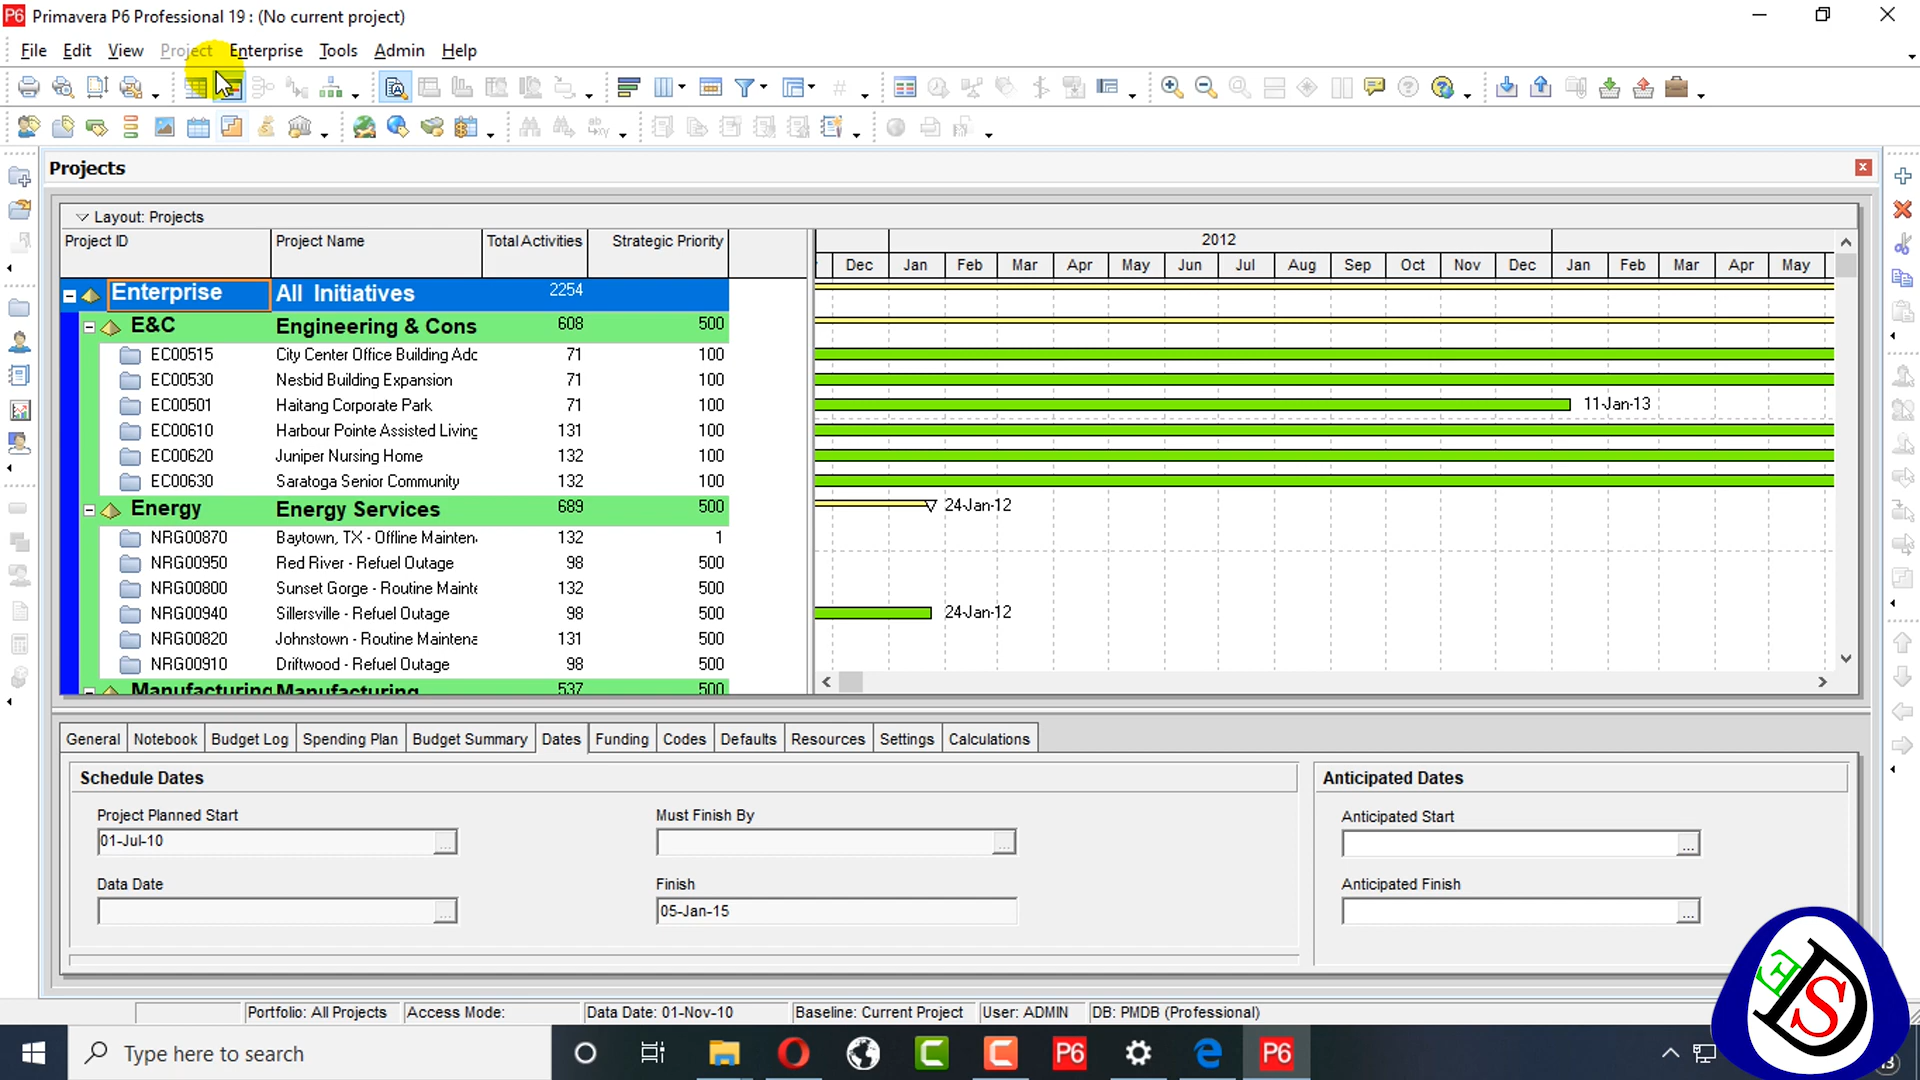 P6 Primavera P6 Professional 19 : (No current project)
File Edit View Project Enterprise Tools Admin Help
Projects
Layout: Projects
Project ID Project Name Total Activities Strategic Priority
2012
Dec Jan Feb Mar Apr May Jun Jul Aug Sep Oct Nov Dec Jan Feb Mar Apr May
Enterprise All Initiatives 2254
E&C Engineering & Cons 608 500
EC00515 City Center Office Building Adc 71 100
EC00530 Nesbid Building Expansion 71 100
EC00501 Haitang Corporate Park 71 100 11-Jan-13
EC00610 Harbour Pointe Assisted Living 131 100
EC00620 Juniper Nursing Home 132 100
EC00630 Saratoga Senior Community 132 100
Energy Energy Services 689 500 24-Jan-12
NRG00870 Baytown, TX - Offline Mainten 132 1
NRG00950 Red River - Refuel Outage 98 500
NRG00800 Sunset Gorge - Routine Mainte 132 500
NRG00940 Sillersville - Refuel Outage 98 500 24-Jan-12
NRG00820 Johnstown - Routine Maintena 131 500
NRG00910 Driftwood - Refuel Outage 98 500
Manufacturing Manufacturing 537 500
General Notebook Budget Log Spending Plan Budget Summary Dates Funding Codes Defaults Resources Settings Calculations
Schedule Dates Anticipated Dates
Project Planned Start Must Finish By Anticipated Start
01-Jul-10
Data Date Finish Anticipated Finish
05-Jan-15
Portfolio: All Projects Access Mode: Data Date: 01-Nov-10 Baseline: Current Project User: ADMIN DB: PMDB (Professional)
Type here to search P6 P6